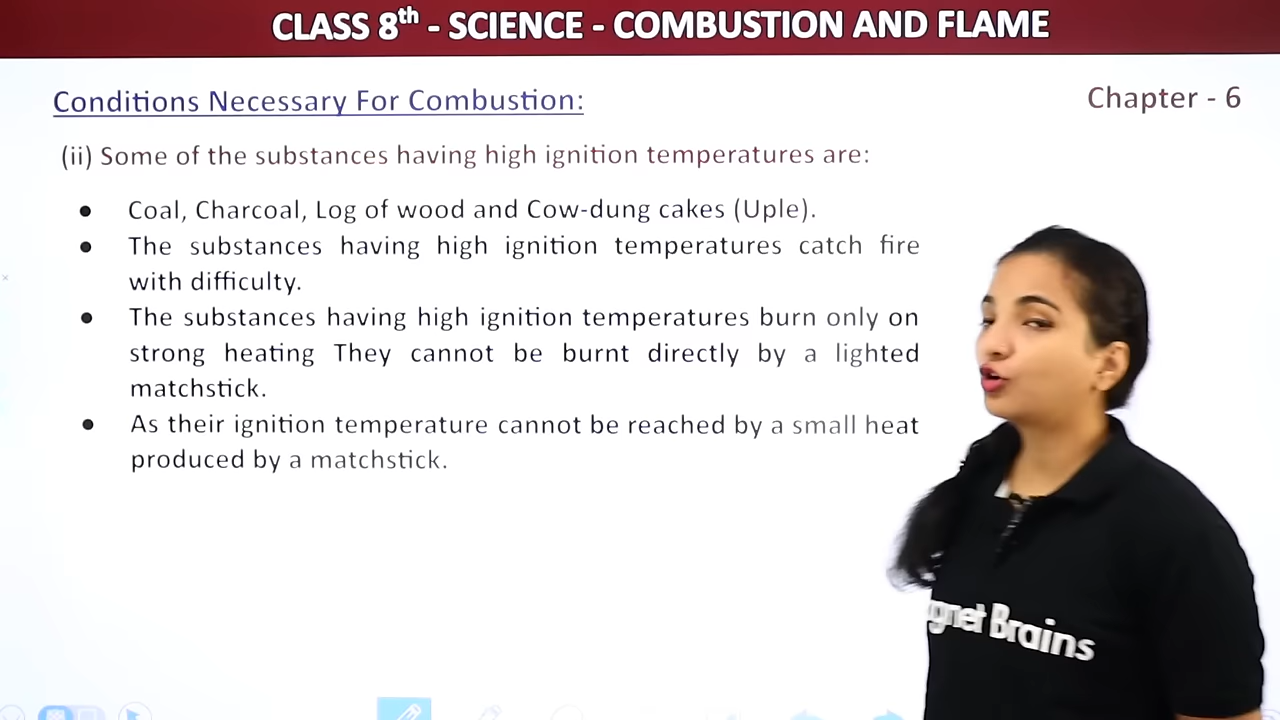 CLASS 8th - SCIENCE - COMBUSTION AND FLAME
Conditions Necessary For Combustion:
Chapter - 6
(ii) Some of the substances having high ignition temperatures are:
● Coal, Charcoal, Log of wood and Cow-dung cakes (Uple).
● The substances having high ignition temperatures catch fire
with difficulty.
● The substances having high ignition temperatures burn only on
strong heating They cannot be burnt directly by a lighted
matchstick.
● As their ignition temperature cannot be reached by a small heat
produced by a matchstick.
gnet Brains